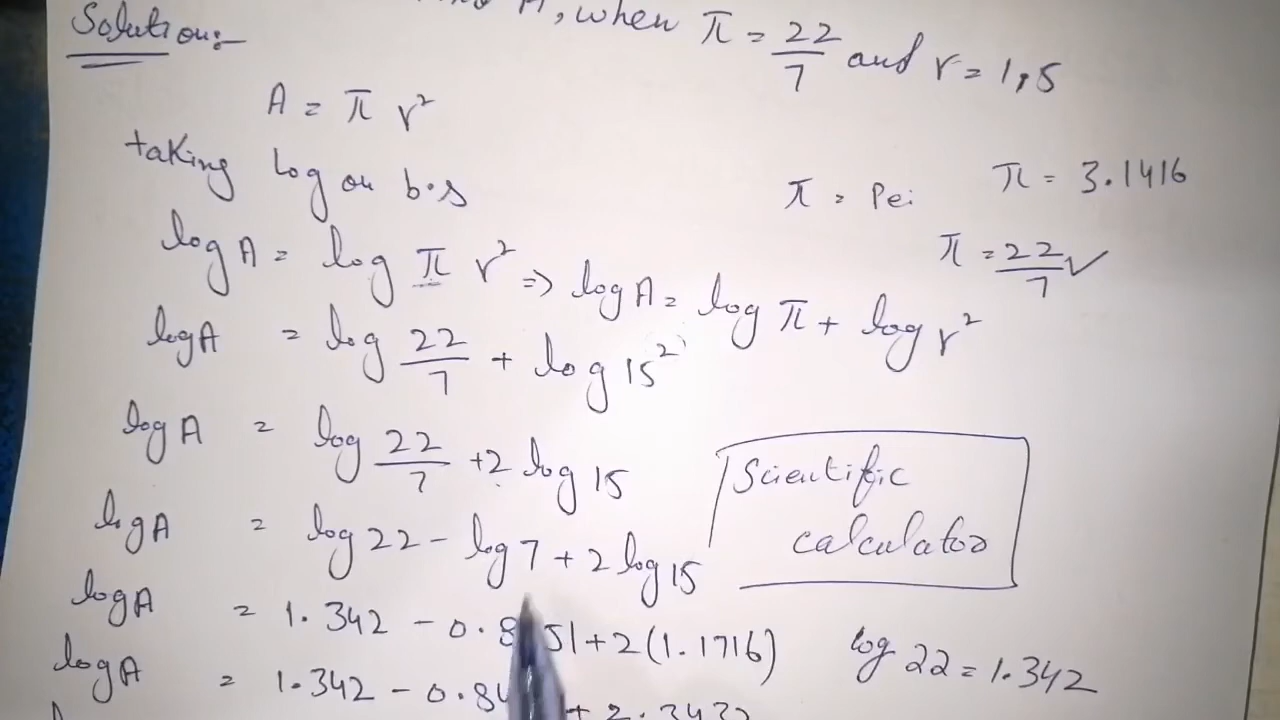 A, when π = 22/7 and r = 1,5
Solution:-
A = π r²
taking log on b.s
π = Pei
π = 3.1416
log A = log π r² => log A = log π + log r²
π = 22/7 ✓
log A = log 22/7 + log 15²
log A = log 22/7 + 2 log 15
Scientific
calculator
log A = log 22 - log 7 + 2 log 15
log A = 1.342 - 0.8 51 + 2(1.1716)
log 22 = 1.342
log A = 1.342 - 0.84 + 2.3432